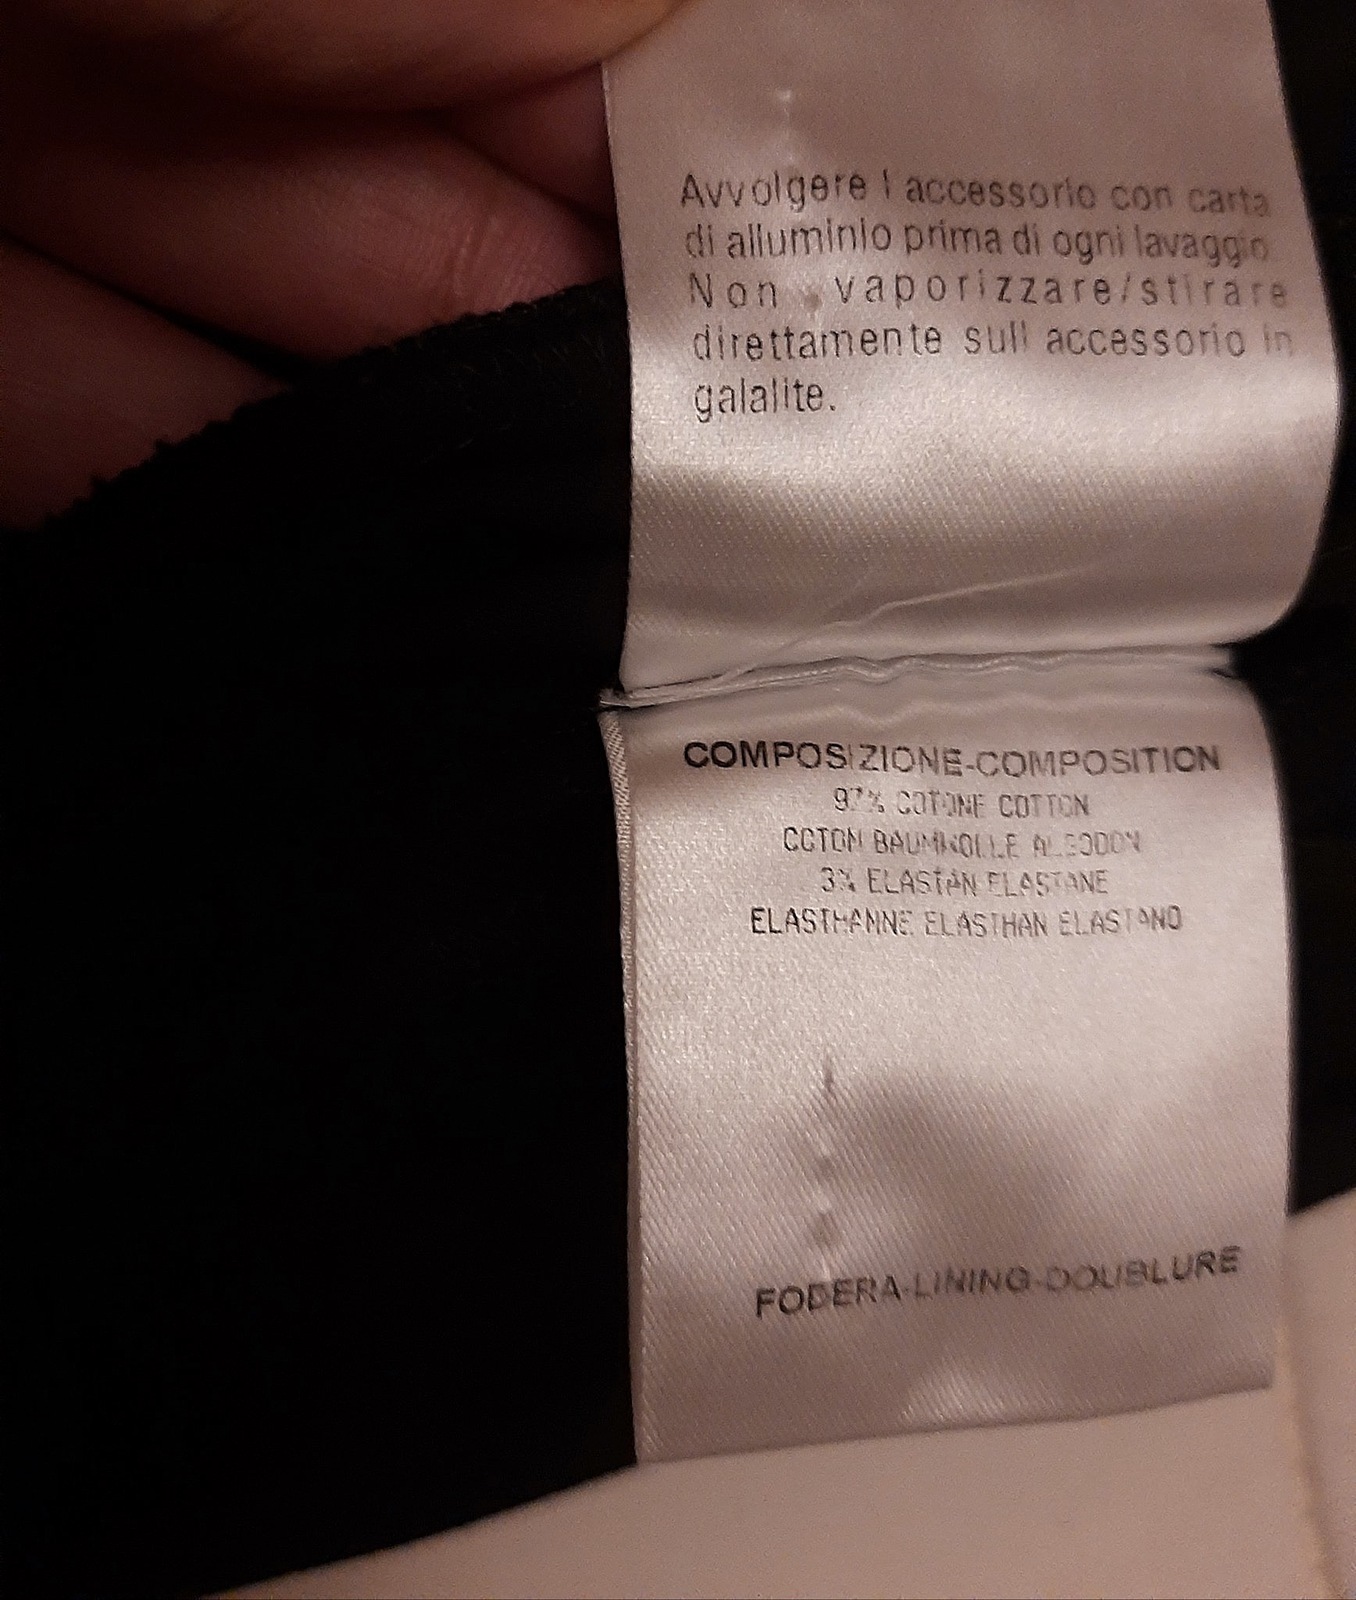 Avvolgere l accessorio con carta
di alluminio prima di ogni lavaggio.
Non vaporizzare/stirare
direttamente sull accessorio in
galalite.
COMPOSIZIONE-COMPOSITION
97% COTONE COTTON
COTON BAUMWOLLE ALGODON
3% ELASTAN ELASTANE
ELASTHANNE ELASTHAN ELASTANO
FODERA-LINING-DOUBLURE